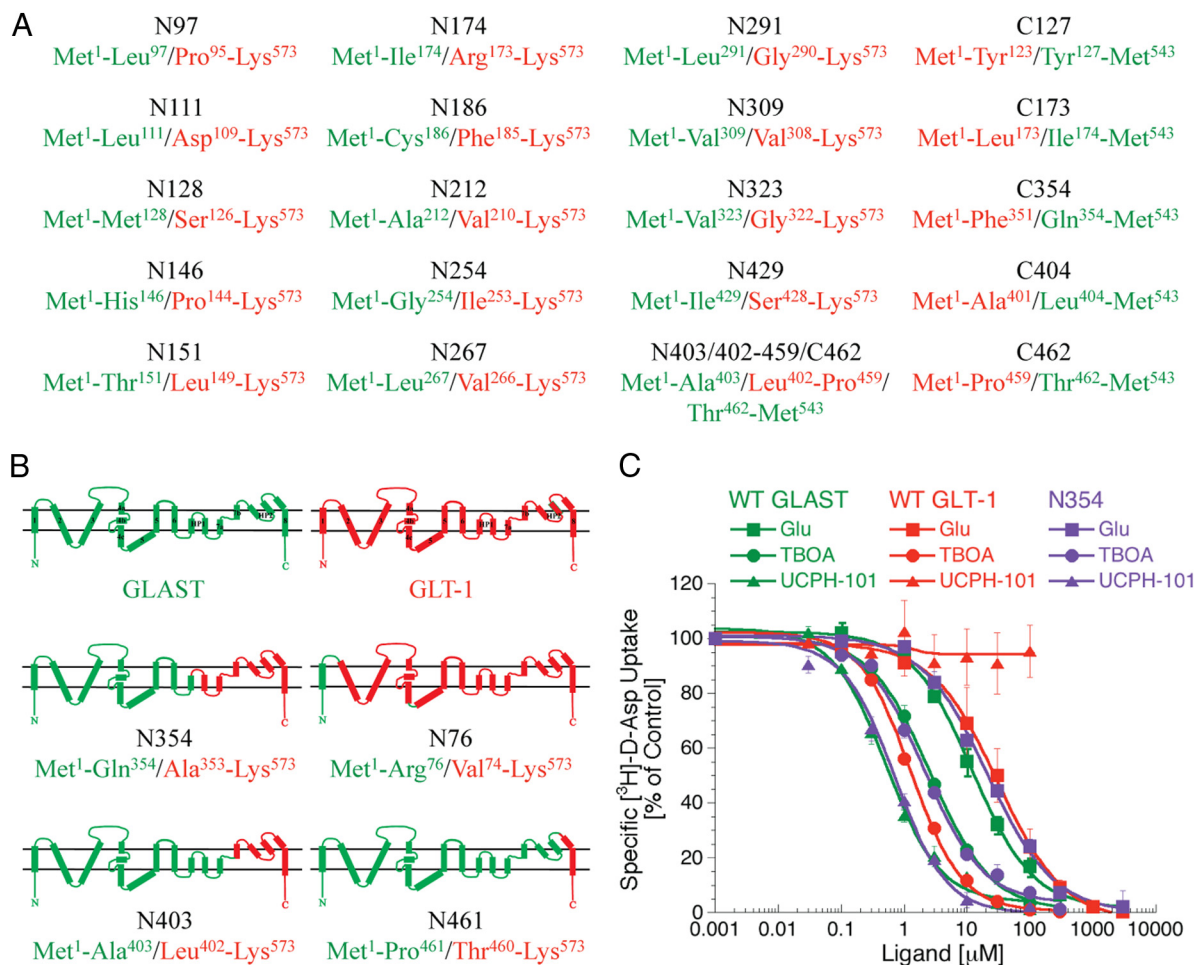 A
N97
Met¹-Leu⁹⁷/Pro⁹⁵-Lys⁵⁷³
N174
Met¹-Ile¹⁷⁴/Arg¹⁷³-Lys⁵⁷³
N291
Met¹-Leu²⁹¹/Gly²⁹⁰-Lys⁵⁷³
C127
Met¹-Tyr¹²³/Tyr¹²⁷-Met⁵⁴³
N111
Met¹-Leu¹¹¹/Asp¹⁰⁹-Lys⁵⁷³
N186
Met¹-Cys¹⁸⁶/Phe¹⁸⁵-Lys⁵⁷³
N309
Met¹-Val³⁰⁹/Val³⁰⁸-Lys⁵⁷³
C173
Met¹-Leu¹⁷³/Ile¹⁷⁴-Met⁵⁴³
N128
Met¹-Met¹²⁸/Ser¹²⁶-Lys⁵⁷³
N212
Met¹-Ala²¹²/Val²¹⁰-Lys⁵⁷³
N323
Met¹-Val³²³/Gly³²²-Lys⁵⁷³
C354
Met¹-Phe³⁵¹/Gln³⁵⁴-Met⁵⁴³
N146
Met¹-His¹⁴⁶/Pro¹⁴⁴-Lys⁵⁷³
N254
Met¹-Gly²⁵⁴/Ile²⁵³-Lys⁵⁷³
N429
Met¹-Ile⁴²⁹/Ser⁴²⁸-Lys⁵⁷³
C404
Met¹-Ala⁴⁰¹/Leu⁴⁰⁴-Met⁵⁴³
N151
Met¹-Thr¹⁵¹/Leu¹⁴⁹-Lys⁵⁷³
N267
Met¹-Leu²⁶⁷/Val²⁶⁶-Lys⁵⁷³
N403/402-459/C462
Met¹-Ala⁴⁰³/Leu⁴⁰²-Pro⁴⁵⁹/
Thr⁴⁶²-Met⁵⁴³
C462
Met¹-Pro⁴⁵⁹/Thr⁴⁶²-Met⁵⁴³
B
N
C
GLAST
N
C
GLT-1
N
C
N354
Met¹-Gln³⁵⁴/Ala³⁵³-Lys⁵⁷³
N
C
N76
Met¹-Arg⁷⁶/Val⁷⁴-Lys⁵⁷³
N
C
N403
Met¹-Ala⁴⁰³/Leu⁴⁰²-Lys⁵⁷³
N
C
N461
Met¹-Pro⁴⁶¹/Thr⁴⁶⁰-Lys⁵⁷³
C
WT GLAST
Glu
TBOA
UCPH-101
WT GLT-1
Glu
TBOA
UCPH-101
N354
Glu
TBOA
UCPH-101
Specific [³H]-D-Asp Uptake
[% of Control]
120
100
80
60
40
20
0
0.001 0.01 0.1 1 10 100 1000 10000
Ligand [µM]